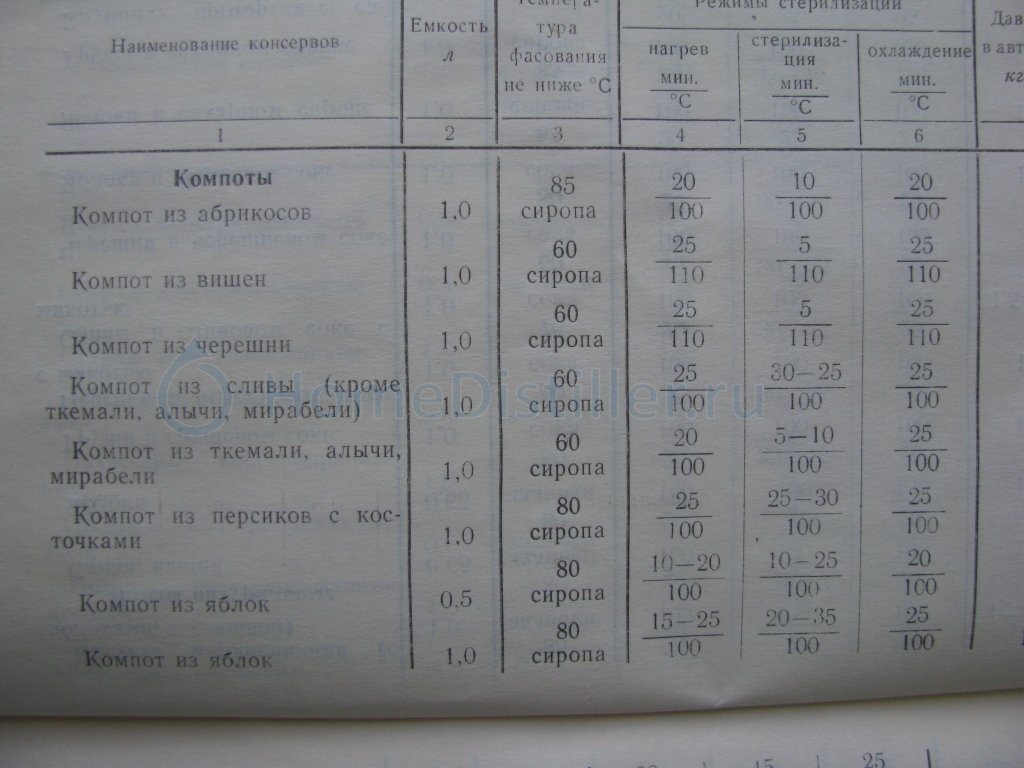 Наименование консервов
Емкость л
тура фасования не ниже °С
Режимы стерилизации
нагрев мин. °С
стерилиза-ция мин. °С
охлаждение мин. °С
Дав
в авт
кг
1 2 3 4 5 6
Компоты
Компот из абрикосов 1,0 85 сиропа 20/100 10/100 20/100
Компот из вишен 1,0 60 сиропа 25/110 5/110 25/110
Компот из черешни 1,0 60 сиропа 25/110 5/110 25/110
Компот из сливы (кроме
ткемали, алычи, мирабели) 1,0 60 сиропа 25/100 30—25/100 25/100
Компот из ткемали, алычи,
мирабели 1,0 60 сиропа 20/100 5—10/100 25/100
Компот из персиков с кос-
точками 1,0 80 сиропа 25/100 25—30/100 25/100
Компот из яблок 0,5 80 сиропа 10—20/100 10—25/100 20/100
Компот из яблок 1,0 80 сиропа 15—25/100 20—35/100 25/100
HomeDistiller.ru
45 25